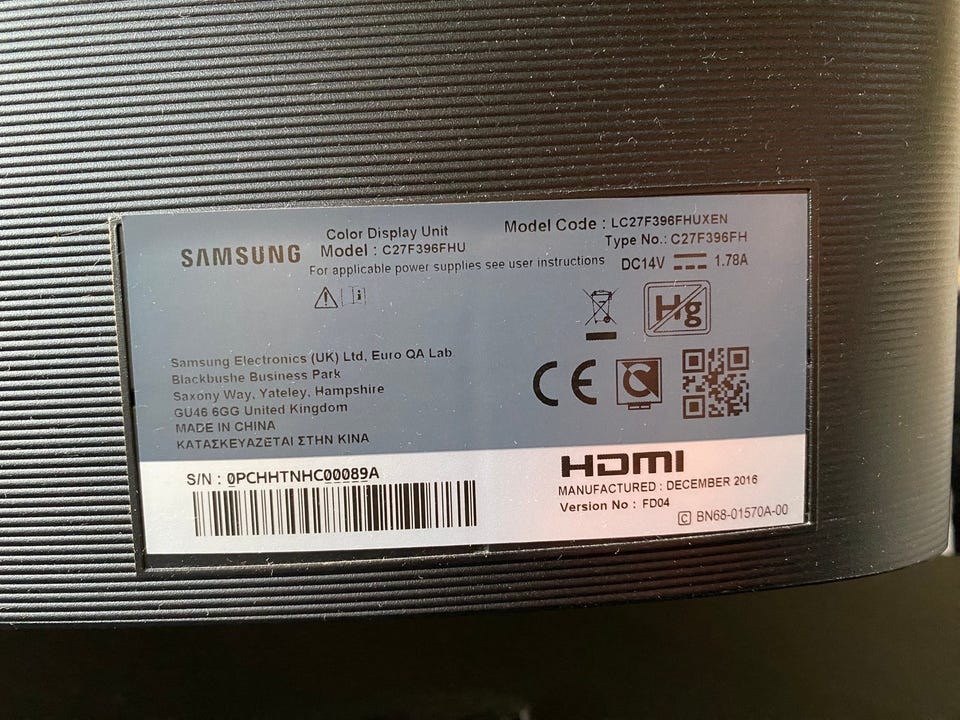 SAMSUNG
Color Display Unit
Model : C27F396FHU
For applicable power supplies see user instructions
Model Code : LC27F396FHUXEN
Type No.: C27F396FH
DC14V ⎓ 1.78A
Hg
Samsung Electronics (UK) Ltd, Euro QA Lab
Blackbushe Business Park
Saxony Way, Yateley, Hampshire
GU46 6GG United Kingdom
MADE IN CHINA
ΚΑΤΑΣΚΕΥΑΖΕΤΑΙ ΣΤΗΝ ΚΙΝΑ
CE
S/N : 0PCHHTNHC00089A
HDMI
MANUFACTURED : DECEMBER 2016
Version No : FD04
C BN68-01570A-00